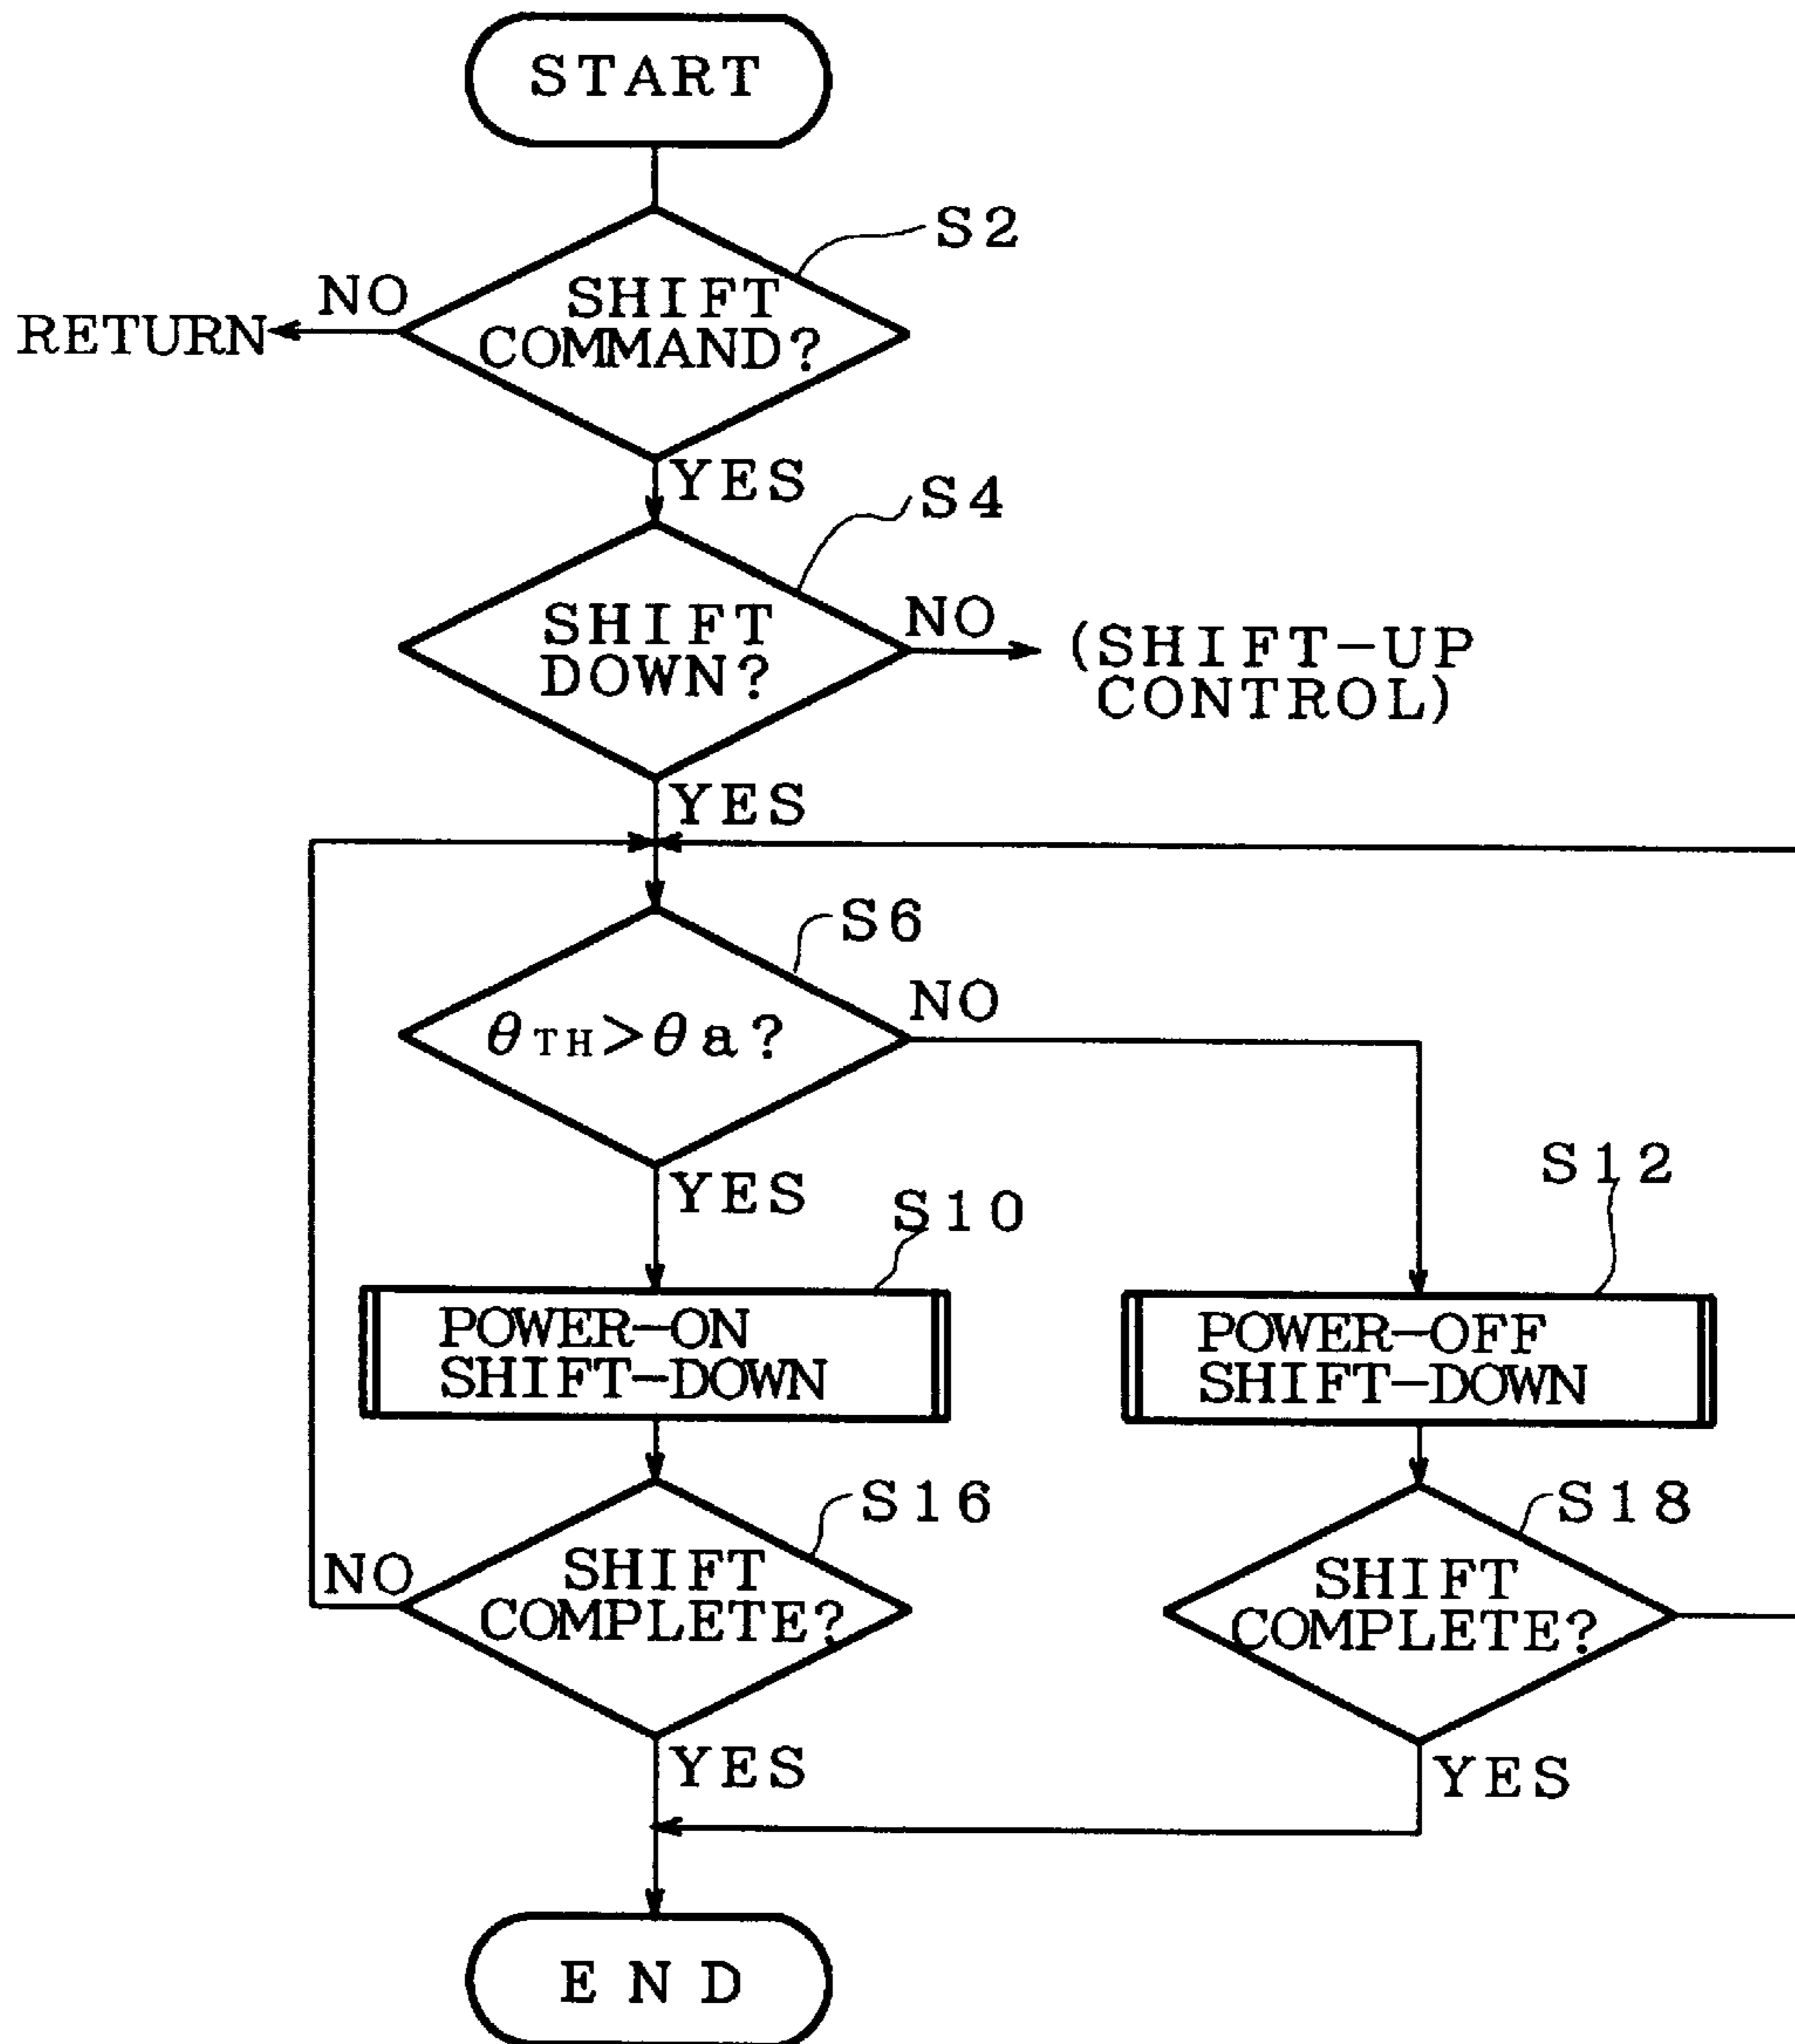 START
S2
NO
SHIFT
RETURN
COMMAND?
YES
S4
NO
SHIFT
DOWN?
(SHIFT-UP
CONTROL)
YES
S6
NO
θTH>θa?
YES
S12
S10
POWER-ON
SHIFT-DOWN
POWER-OFF
SHIFT-DOWN
S16
S18
NO
SHIFT
COMPLETE?
SHIFT
COMPLETE?
YES
YES
END